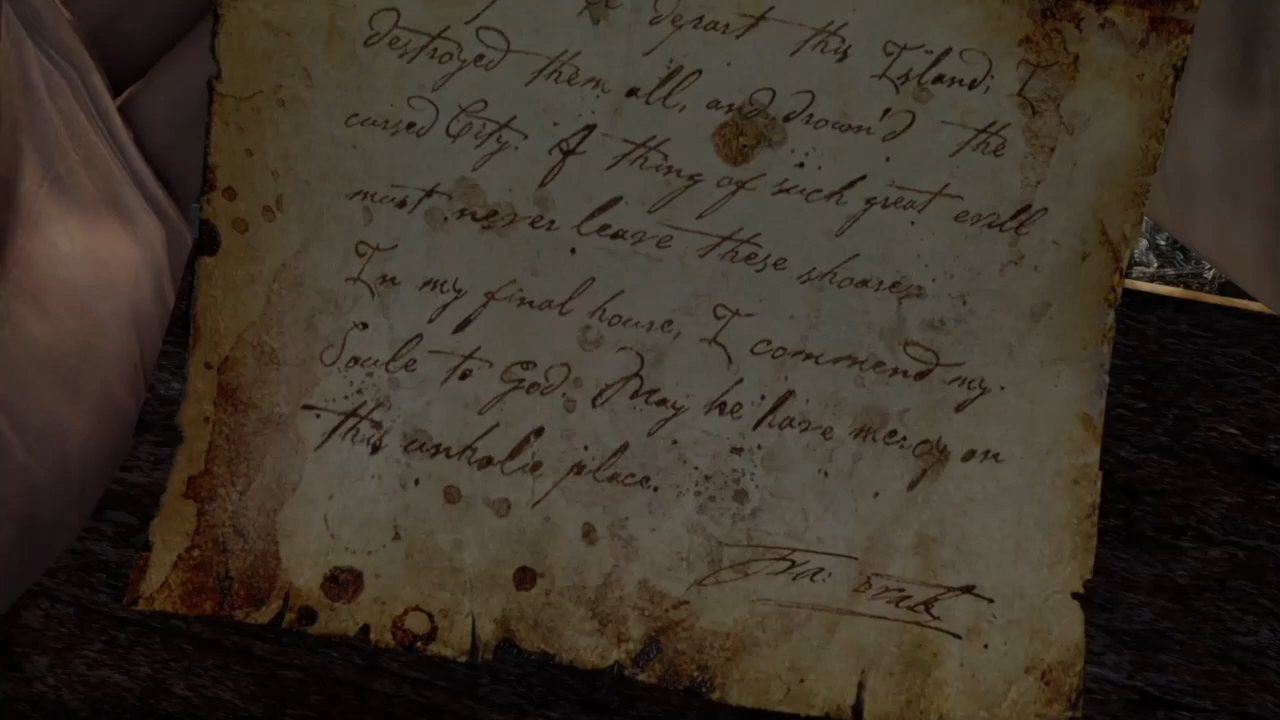 depart this Island; I
destroyed them all, and drown'd the
cursed City. A thing of such great evill
must never leave these shoares.
In my final houre, I commend my
Soule to God. May he have mercy on
this unholie place.
Fra: Drake